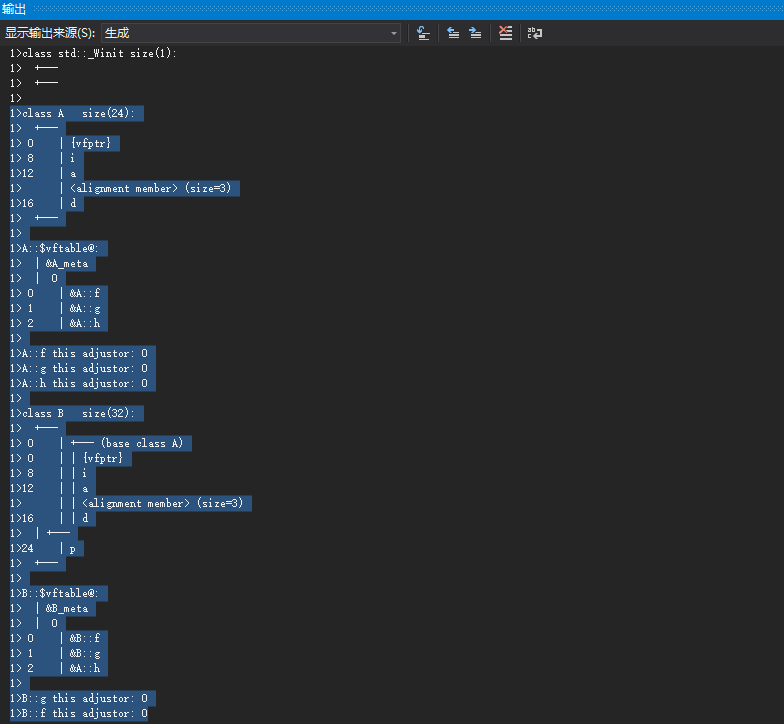 输出
显示输出来源(S): 生成
1>class std::_Winit size(1):
1>  +---
1>  +---
1>
1>class A   size(24):
1>  +---
1> 0    | {vfptr}
1> 8    | i
1>12    | a
1>      | <alignment member> (size=3)
1>16    | d
1>  +---
1>
1>A::$vftable@:
1>  | &A_meta
1>  |  0
1> 0    | &A::f
1> 1    | &A::g
1> 2    | &A::h
1>
1>A::f this adjustor: 0
1>A::g this adjustor: 0
1>A::h this adjustor: 0
1>
1>class B   size(32):
1>  +---
1> 0    | +--- (base class A)
1> 0    | | {vfptr}
1> 8    | | i
1>12    | | a
1>      | | <alignment member> (size=3)
1>16    | | d
1>  | +---
1>24    | p
1>  +---
1>
1>B::$vftable@:
1>  | &B_meta
1>  |  0
1> 0    | &B::f
1> 1    | &B::g
1> 2    | &A::h
1>
1>B::g this adjustor: 0
1>B::f this adjustor: 0